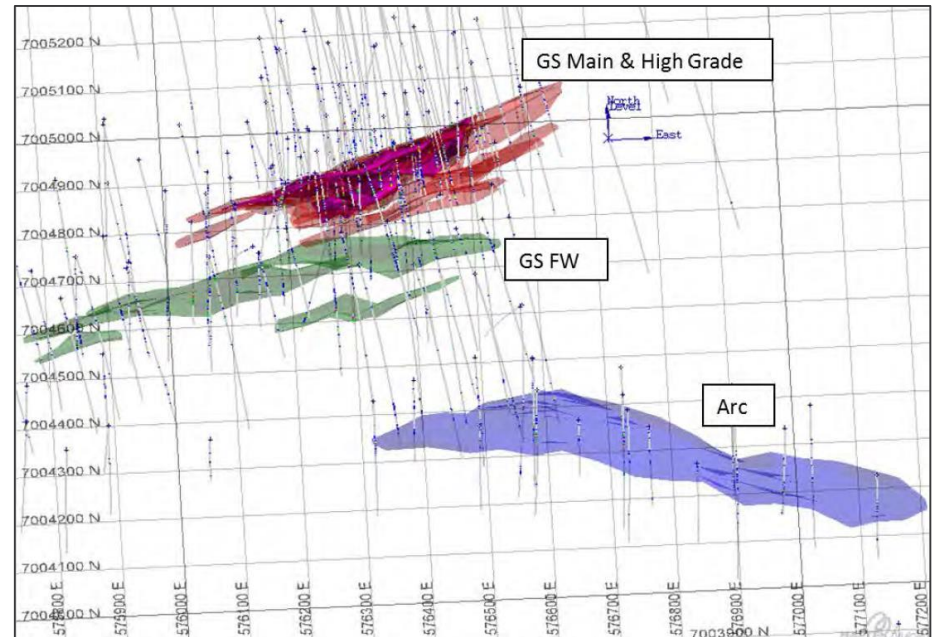 7005200 N
GS Main & High Grade
7005100 N
North
Level
7005000 N
East
7004900 N
7004800 N
GS FW
7004700 N
7004600 N
7004500 N
Arc
7004400 N
7004300 N
7004200 N
7004100 N
575900 E
576000 E
576100 E
576200 E
576300 E
576400 E
576500 E
576600 E
576700 E
576800 E
576900 E
577000 E
577100 E
577200 E
7003900 N